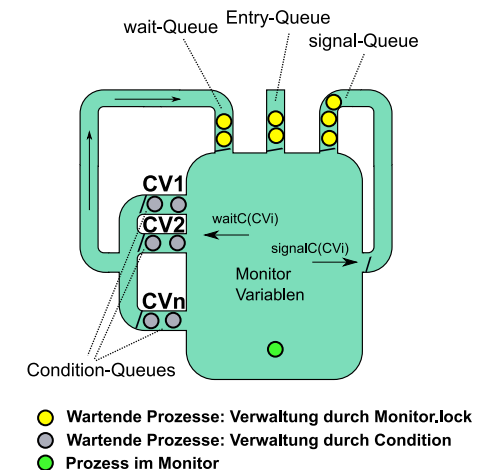 wait-Queue
Entry-Queue
signal-Queue
CV1
CV2
CVn
waitC(CVi)
signalC(CVi)
Monitor
Variablen
Condition-Queues
Wartende Prozesse: Verwaltung durch Monitor.lock
Wartende Prozesse: Verwaltung durch Condition
Prozess im Monitor